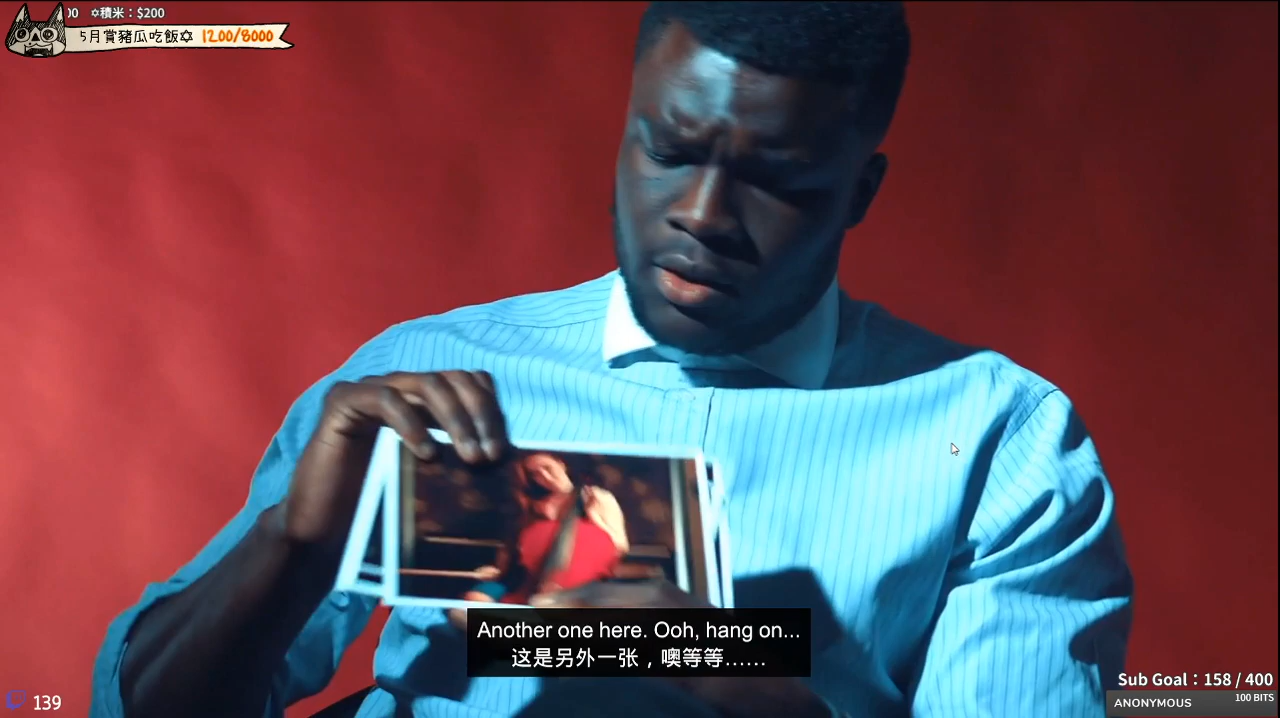 00 ✡積米：$200
5月賞豬瓜吃飯✡ 1200/8000
Another one here. Ooh, hang on...
这是另外一张，噢等等……
139
Sub Goal：158 / 400
100 BITS
ANONYMOUS